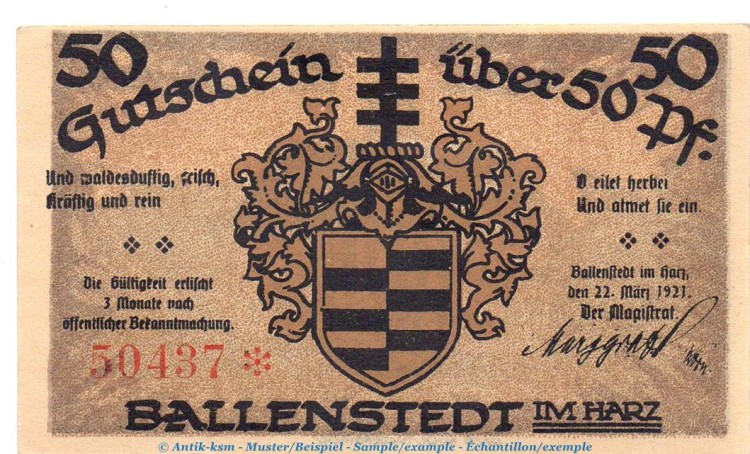 50 50
Gutschein über 50 Pf.
Und waldesduftig, frisch,
Kräftig und rein
O eilet herbei
Und atmet sie ein.
Die Gültigkeit erlischt
3 Monate nach
öffentlicher Bekanntmachung.
50437 *
Ballenstedt im Harz,
den 22. März 1921.
Der Magistrat.
BALLENSTEDT IM HARZ
© Antik-ksm - Muster/Beispiel - Sample/example - Échantillon/exemple